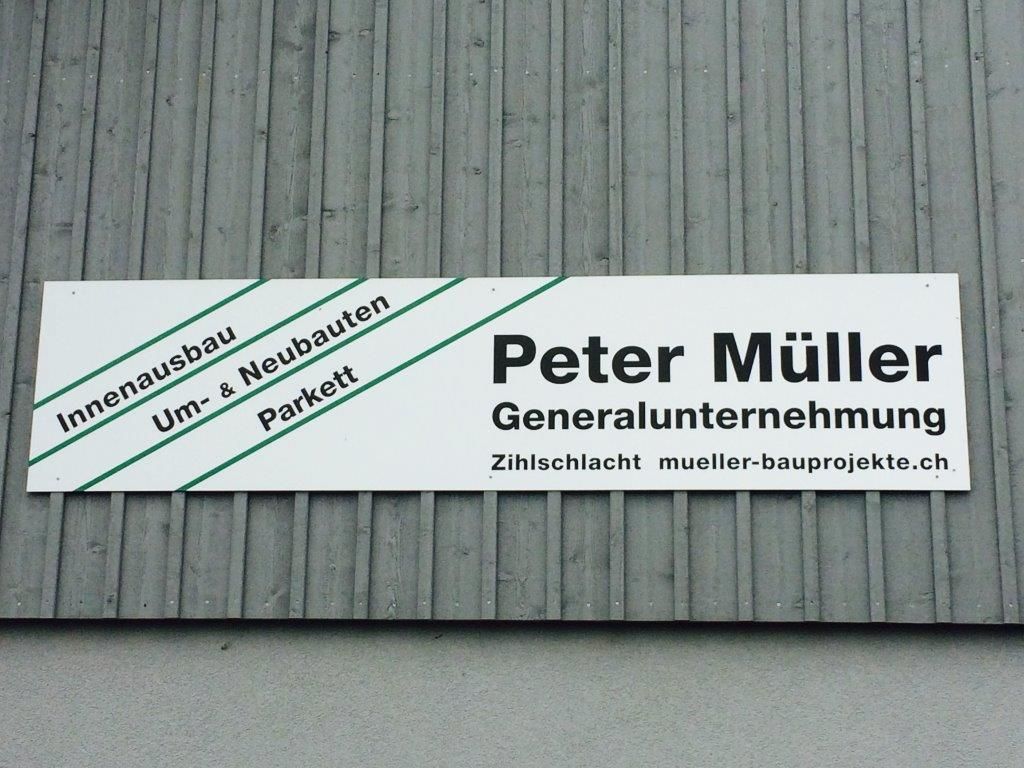 Innenausbau
Um- & Neubauten
Parkett
Peter Müller
Generalunternehmung
Zihlschlacht mueller-bauprojekte.ch